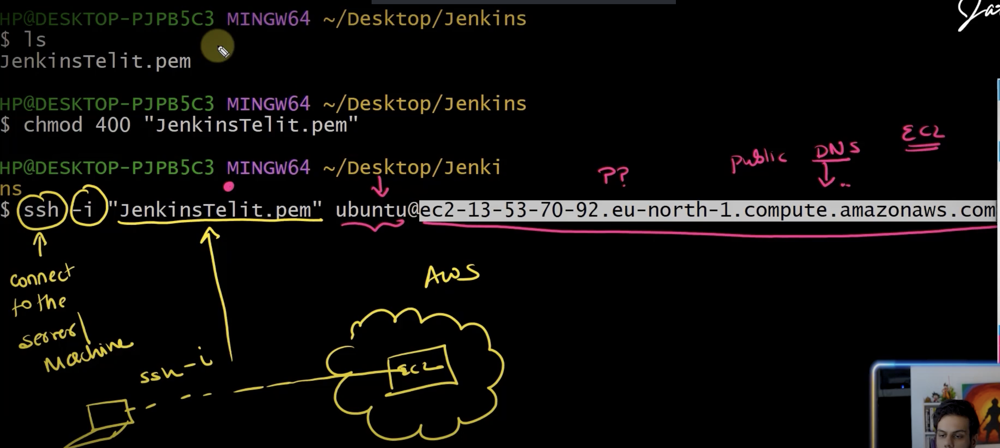 HP@DESKTOP-PJPB5C3 MINGW64 ~/Desktop/Jenkins
$ ls
JenkinsTelit.pem
HP@DESKTOP-PJPB5C3 MINGW64 ~/Desktop/Jenkins
$ chmod 400 "JenkinsTelit.pem"
EC2
public DNS
HP@DESKTOP-PJPB5C3 MINGW64 ~/Desktop/Jenki
ns
??
$ ssh -i "JenkinsTelit.pem" ubuntu@ec2-13-53-70-92.eu-north-1.compute.amazonaws.com
connect
to the
server/
Machine
AWS
ssh -i
EC2